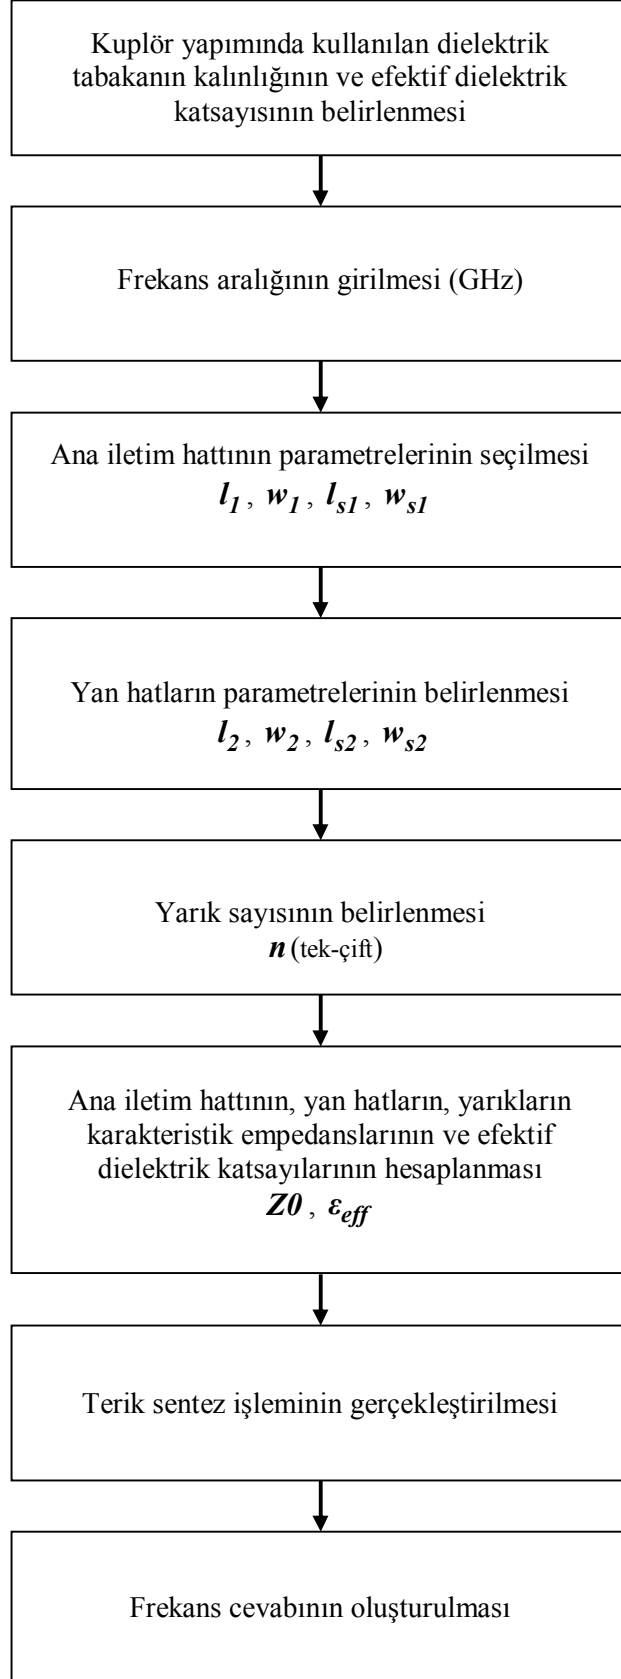 Kuplör yapımında kullanılan dielektrik
tabakanın kalınlığının ve efektif dielektrik
katsayısının belirlenmesi
Frekans aralığının girilmesi (GHz)
Ana iletim hattının parametrelerinin seçilmesi
l1 , w1 , ls1 , ws1
Yan hatların parametrelerinin belirlenmesi
l2 , w2 , ls2 , ws2
Yarık sayısının belirlenmesi
n (tek-çift)
Ana iletim hattının, yan hatların, yarıkların
karakteristik empedanslarının ve efektif
dielektrik katsayılarının hesaplanması
Z0 , εeff
Terik sentez işleminin gerçekleştirilmesi
Frekans cevabının oluşturulması